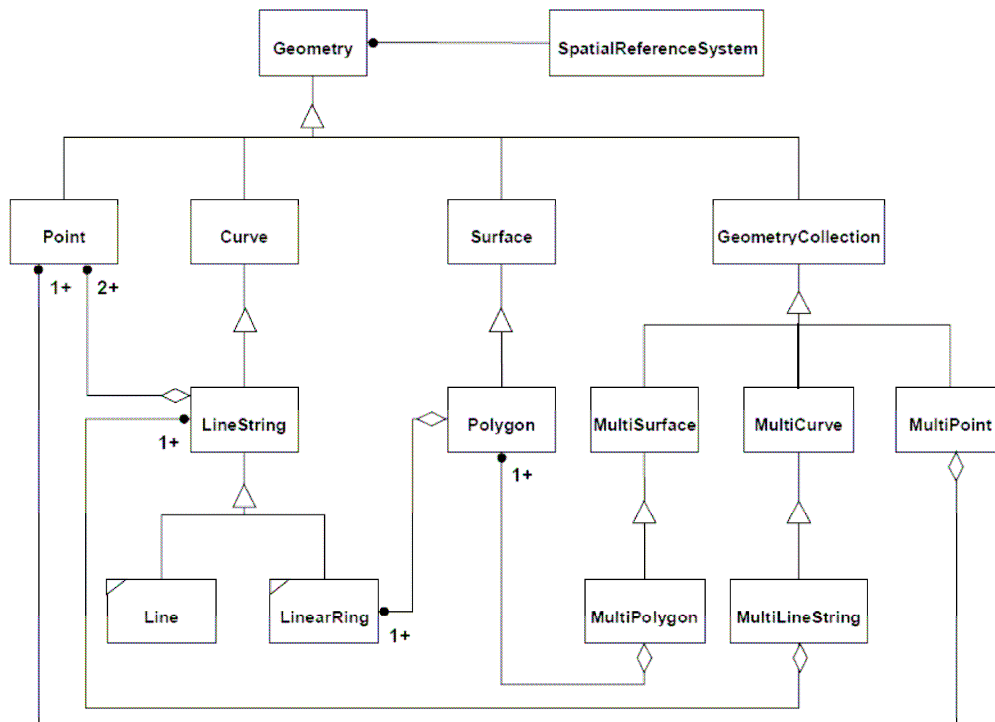 Geometry
SpatialReferenceSystem
Point
Curve
Surface
GeometryCollection
1+
2+
LineString
Polygon
MultiSurface
MultiCurve
MultiPoint
1+
1+
Line
LinearRing
MultiPolygon
MultiLineString
1+